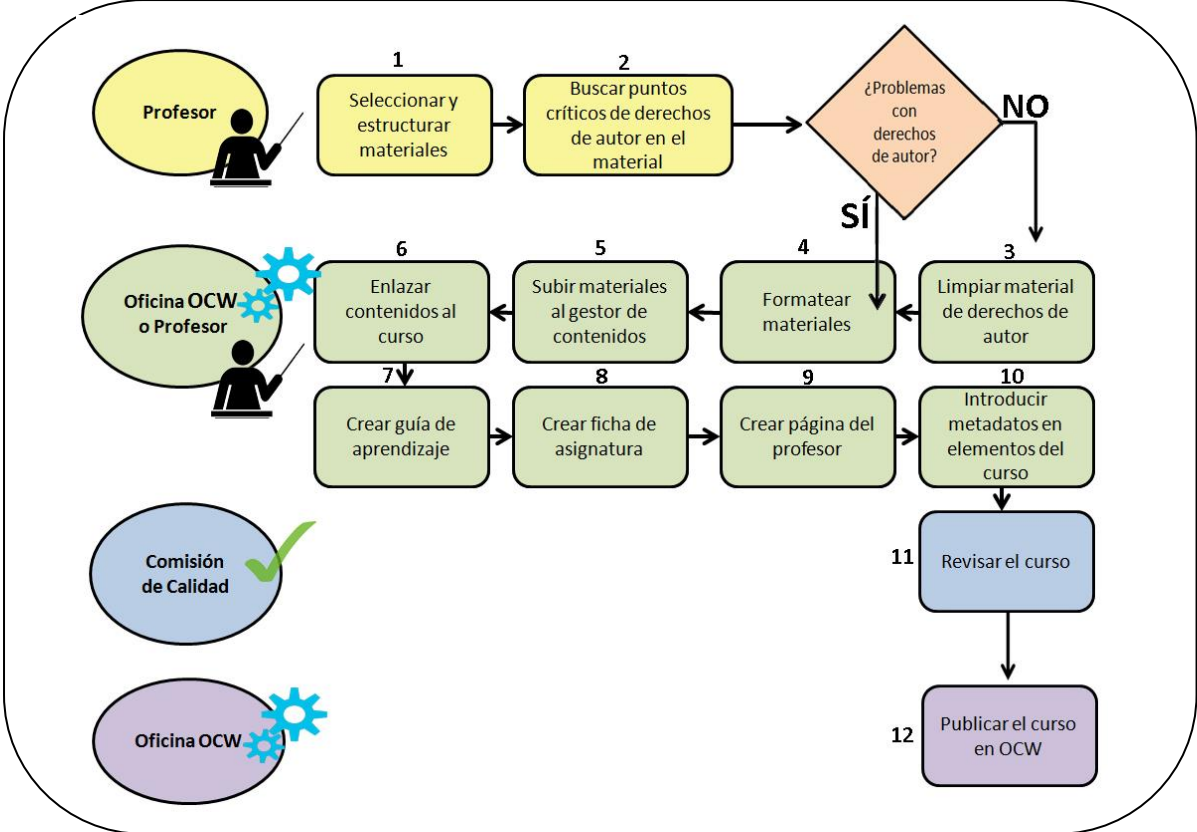 Profesor
1
Seleccionar y
estructurar
materiales
2
Buscar puntos
críticos de derechos
de autor en el
material
¿Problemas
con
derechos
de autor?
NO
SÍ
Oficina OCW
o Profesor
6
Enlazar
contenidos al
curso
5
Subir materiales
al gestor de
contenidos
4
Formatear
materiales
3
Limpiar material
de derechos de
autor
7
Crear guía de
aprendizaje
8
Crear ficha de
asignatura
9
Crear página del
profesor
10
Introducir
metadatos en
elementos del
curso
Comisión
de Calidad
11
Revisar el curso
Oficina OCW
12
Publicar el curso
en OCW